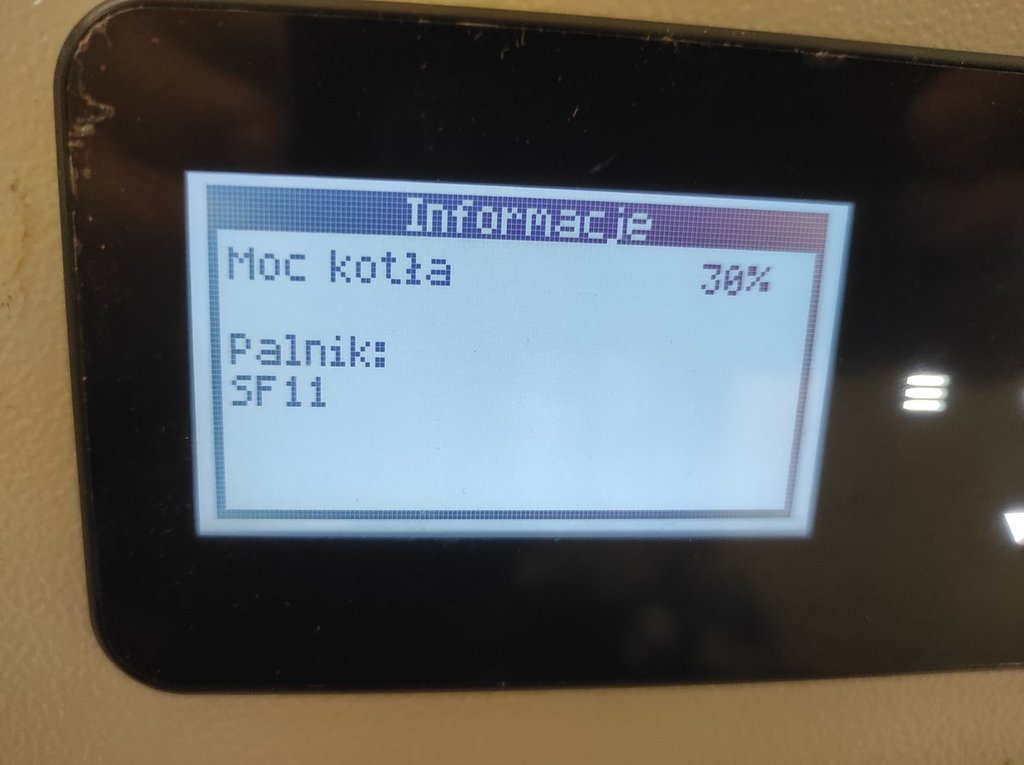 Informacje
Moc kotła 30%
Palnik:
SF11